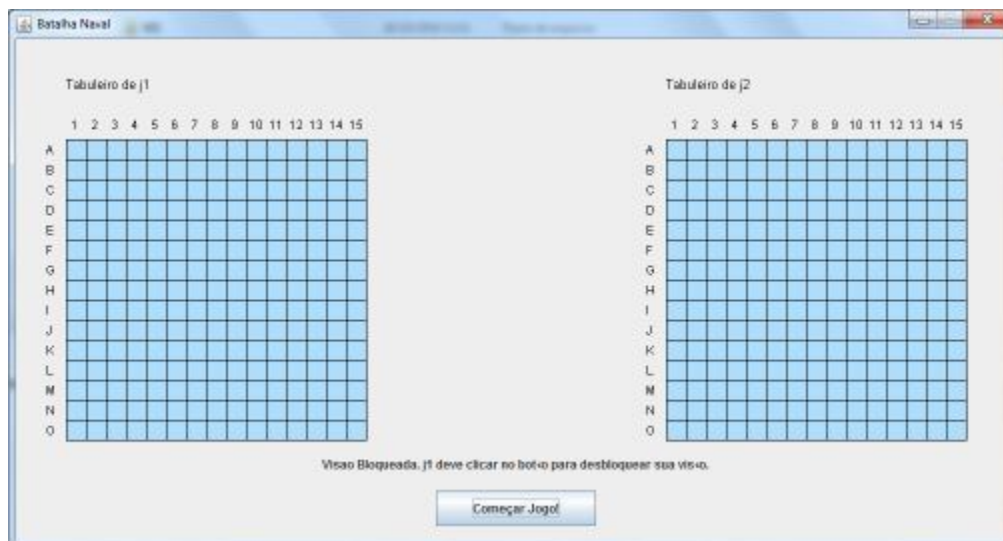 Batalha Naval
Tabuleiro de j1 Tabuleiro de j2
1 2 3 4 5 6 7 8 9 10 11 12 13 14 15 1 2 3 4 5 6 7 8 9 10 11 12 13 14 15
A A
B B
C C
D D
E E
F F
G G
H H
I I
J J
K K
L L
M M
N N
O O
Visao Bloqueada. j1 deve clicar no bot‹o para desbloquear sua vis‹o.
Começar Jogo!